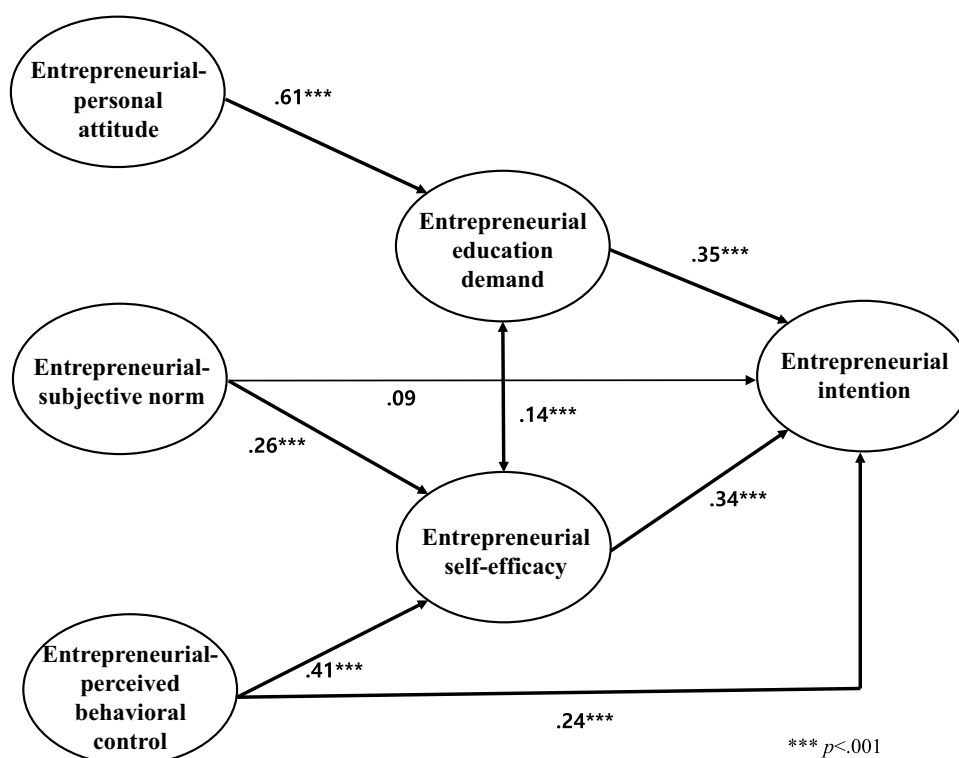 Entrepreneurial-
personal
attitude
.61***
Entrepreneurial
education
demand
.35***
Entrepreneurial-
subjective norm
.09
.14***
.26***
Entrepreneurial
intention
Entrepreneurial
self-efficacy
.34***
Entrepreneurial-
perceived
behavioral
control
.41***
.24***
*** p<.001